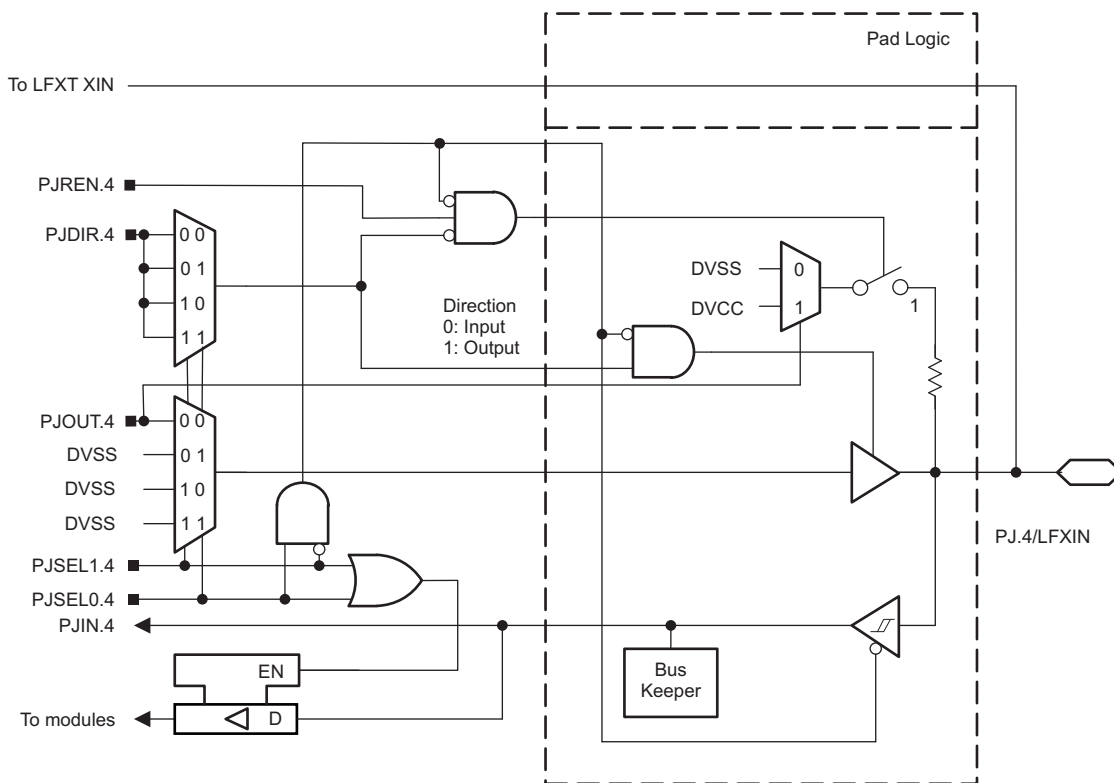 Pad Logic
To LFXT XIN
PJREN.4
PJDIR.4
0 0
0 1
1 0
1 1
Direction
0: Input
1: Output
DVSS
0
DVCC
1
1
PJOUT.4
0 0
DVSS
0 1
DVSS
1 0
DVSS
1 1
PJ.4/LFXIN
PJSEL1.4
PJSEL0.4
PJIN.4
Bus
Keeper
EN
To modules
D